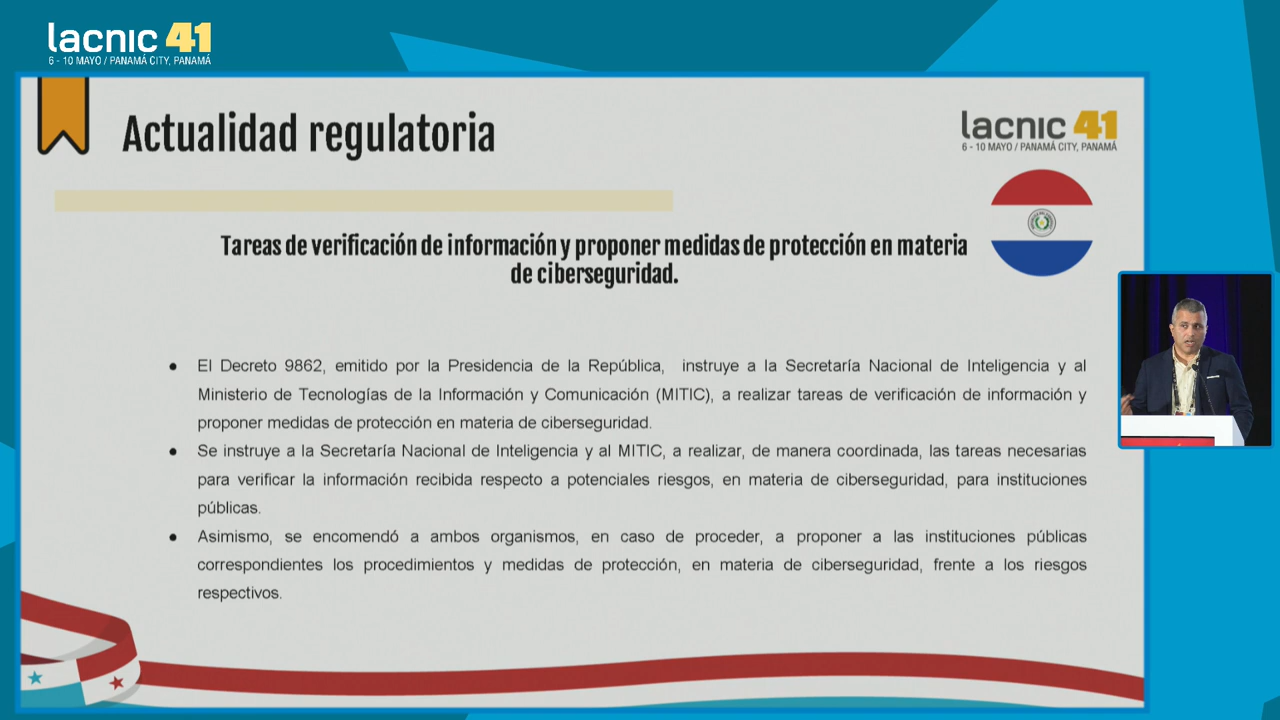 lacnic 41
6 - 10 MAYO / PANAMÁ CITY, PANAMÁ
Actualidad regulatoria
lacnic 41
6 - 10 MAYO / PANAMÁ CITY, PANAMÁ
Tareas de verificación de información y proponer medidas de protección en materia
de ciberseguridad.
● El Decreto 9862, emitido por la Presidencia de la República, instruye a la Secretaría Nacional de Inteligencia y al
Ministerio de Tecnologías de la Información y Comunicación (MITIC), a realizar tareas de verificación de información y
proponer medidas de protección en materia de ciberseguridad.
● Se instruye a la Secretaría Nacional de Inteligencia y al MITIC, a realizar, de manera coordinada, las tareas necesarias
para verificar la información recibida respecto a potenciales riesgos, en materia de ciberseguridad, para instituciones
públicas.
● Asimismo, se encomendó a ambos organismos, en caso de proceder, a proponer a las instituciones públicas
correspondientes los procedimientos y medidas de protección, en materia de ciberseguridad, frente a los riesgos
respectivos.